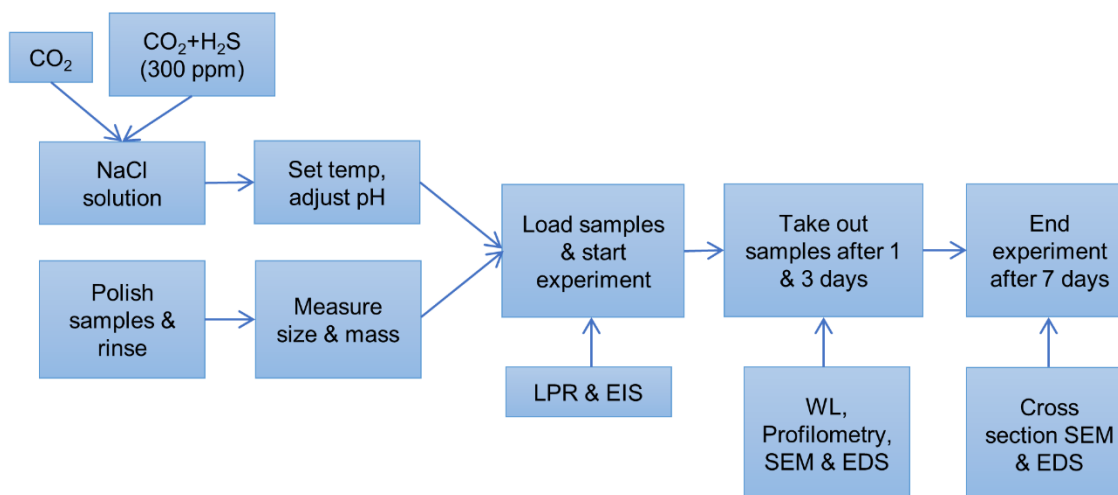 CO₂
CO₂+H₂S
(300 ppm)
NaCl
solution
Set temp,
adjust pH
Polish
samples &
rinse
Measure
size & mass
Load samples
& start
experiment
LPR & EIS
Take out
samples after 1
& 3 days
WL,
Profilometry,
SEM & EDS
End
experiment
after 7 days
Cross
section SEM
& EDS